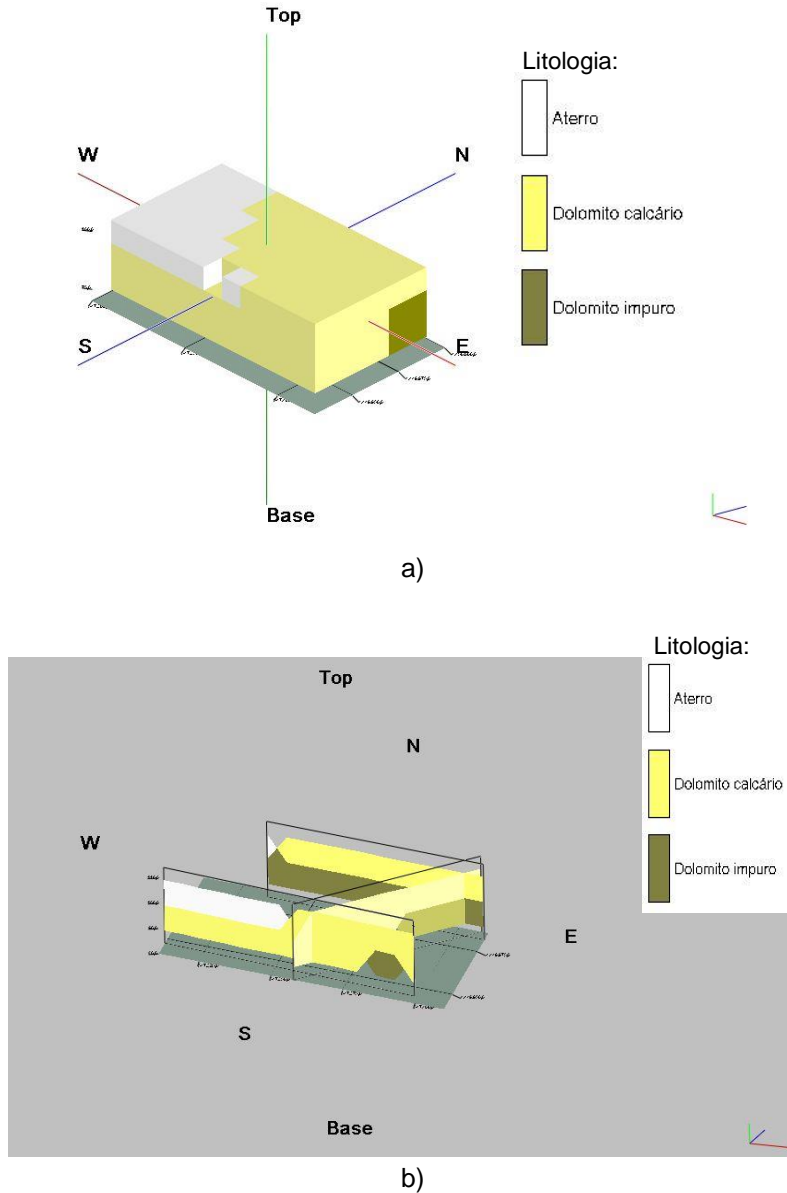 Top
Litologia:
Aterro
W
N
Dolomito calcário
Dolomito impuro
S
E
Base
a)
Litologia:
Top
Aterro
N
Dolomito calcário
W
Dolomito impuro
E
S
Base
b)